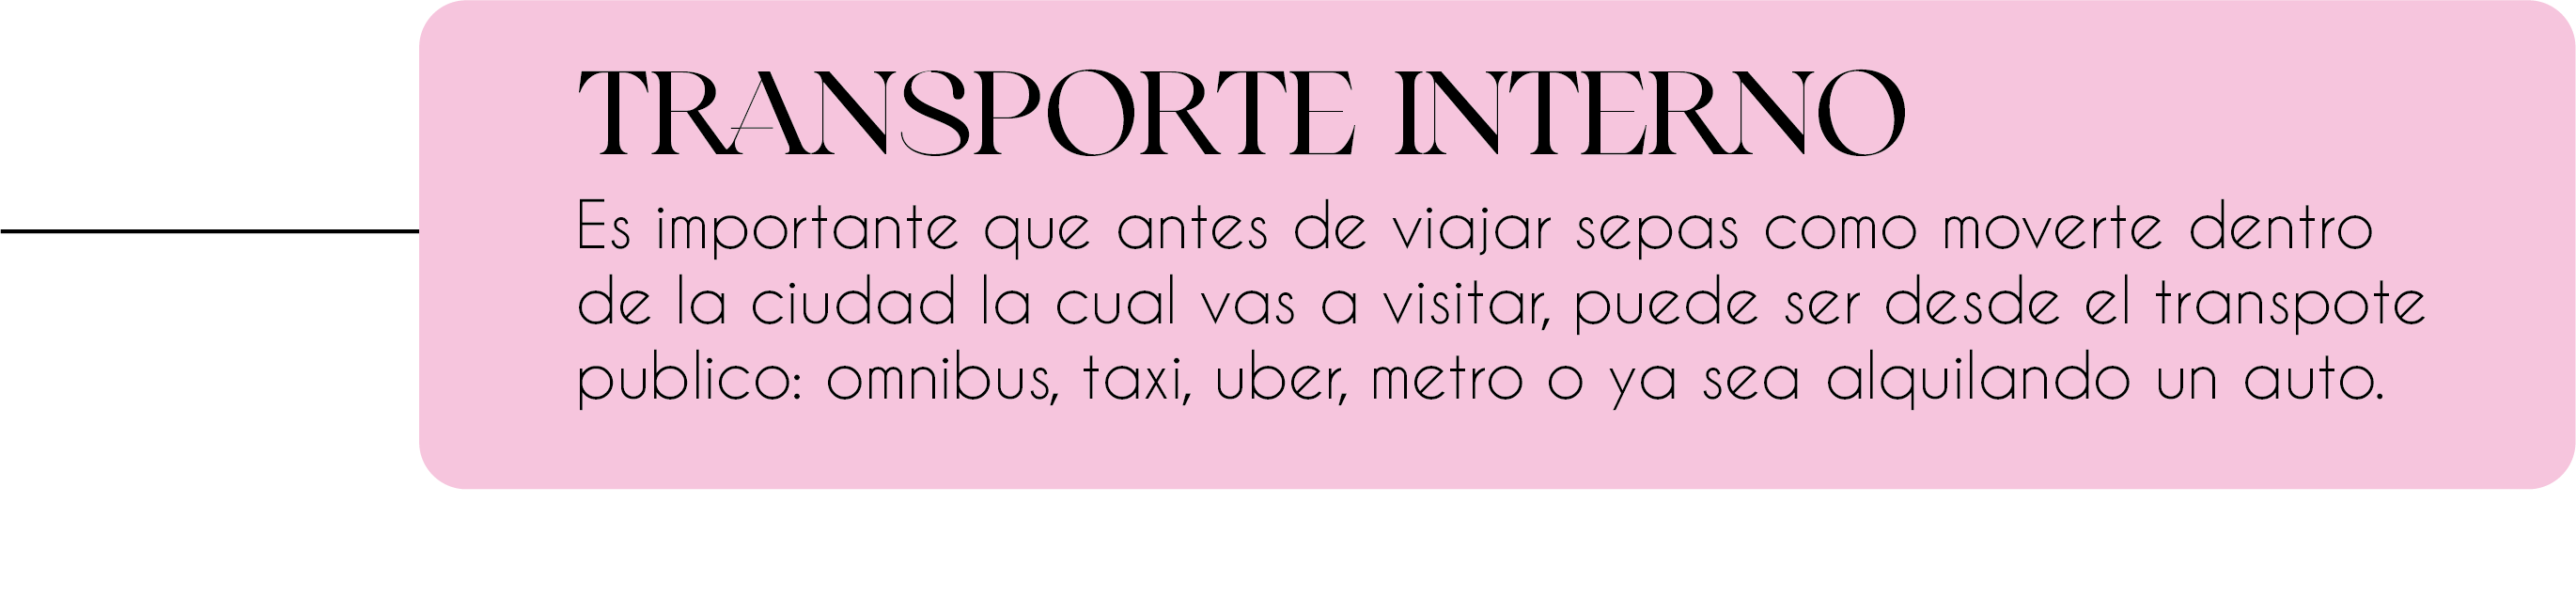 TRANSPORTE INTERNO
Es importante que antes de viajar sepas como moverte dentro
de la ciudad la cual vas a visitar, puede ser desde el transpote
publico: omnibus, taxi, uber, metro o ya sea alquilando un auto.